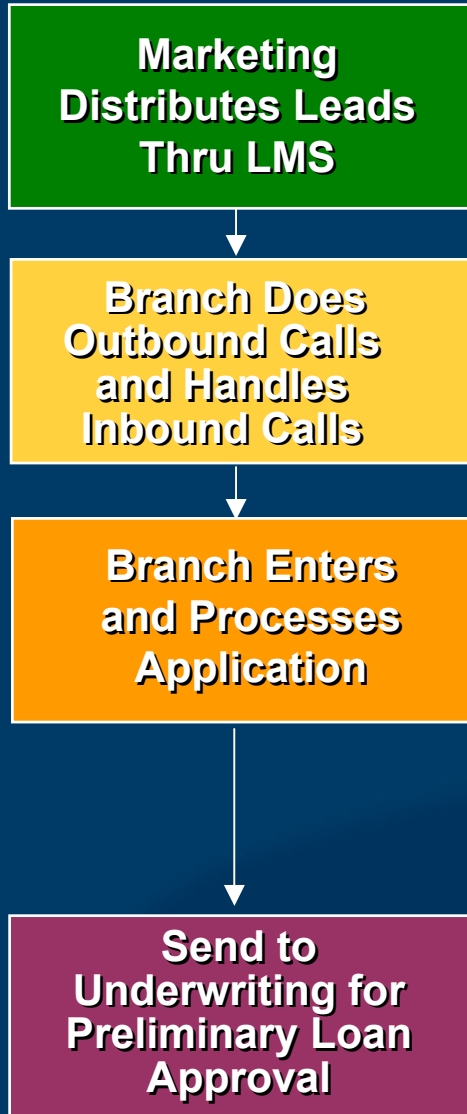 Marketing
Distributes Leads
Thru LMS
Branch Does
Outbound Calls
and Handles
Inbound Calls
Branch Enters
and Processes
Application
Send to
Underwriting for
Preliminary Loan
Approval